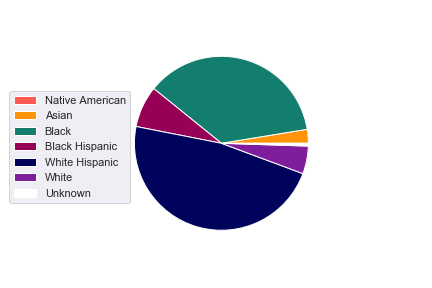 Native American
Asian
Black
Black Hispanic
White Hispanic
White
Unknown